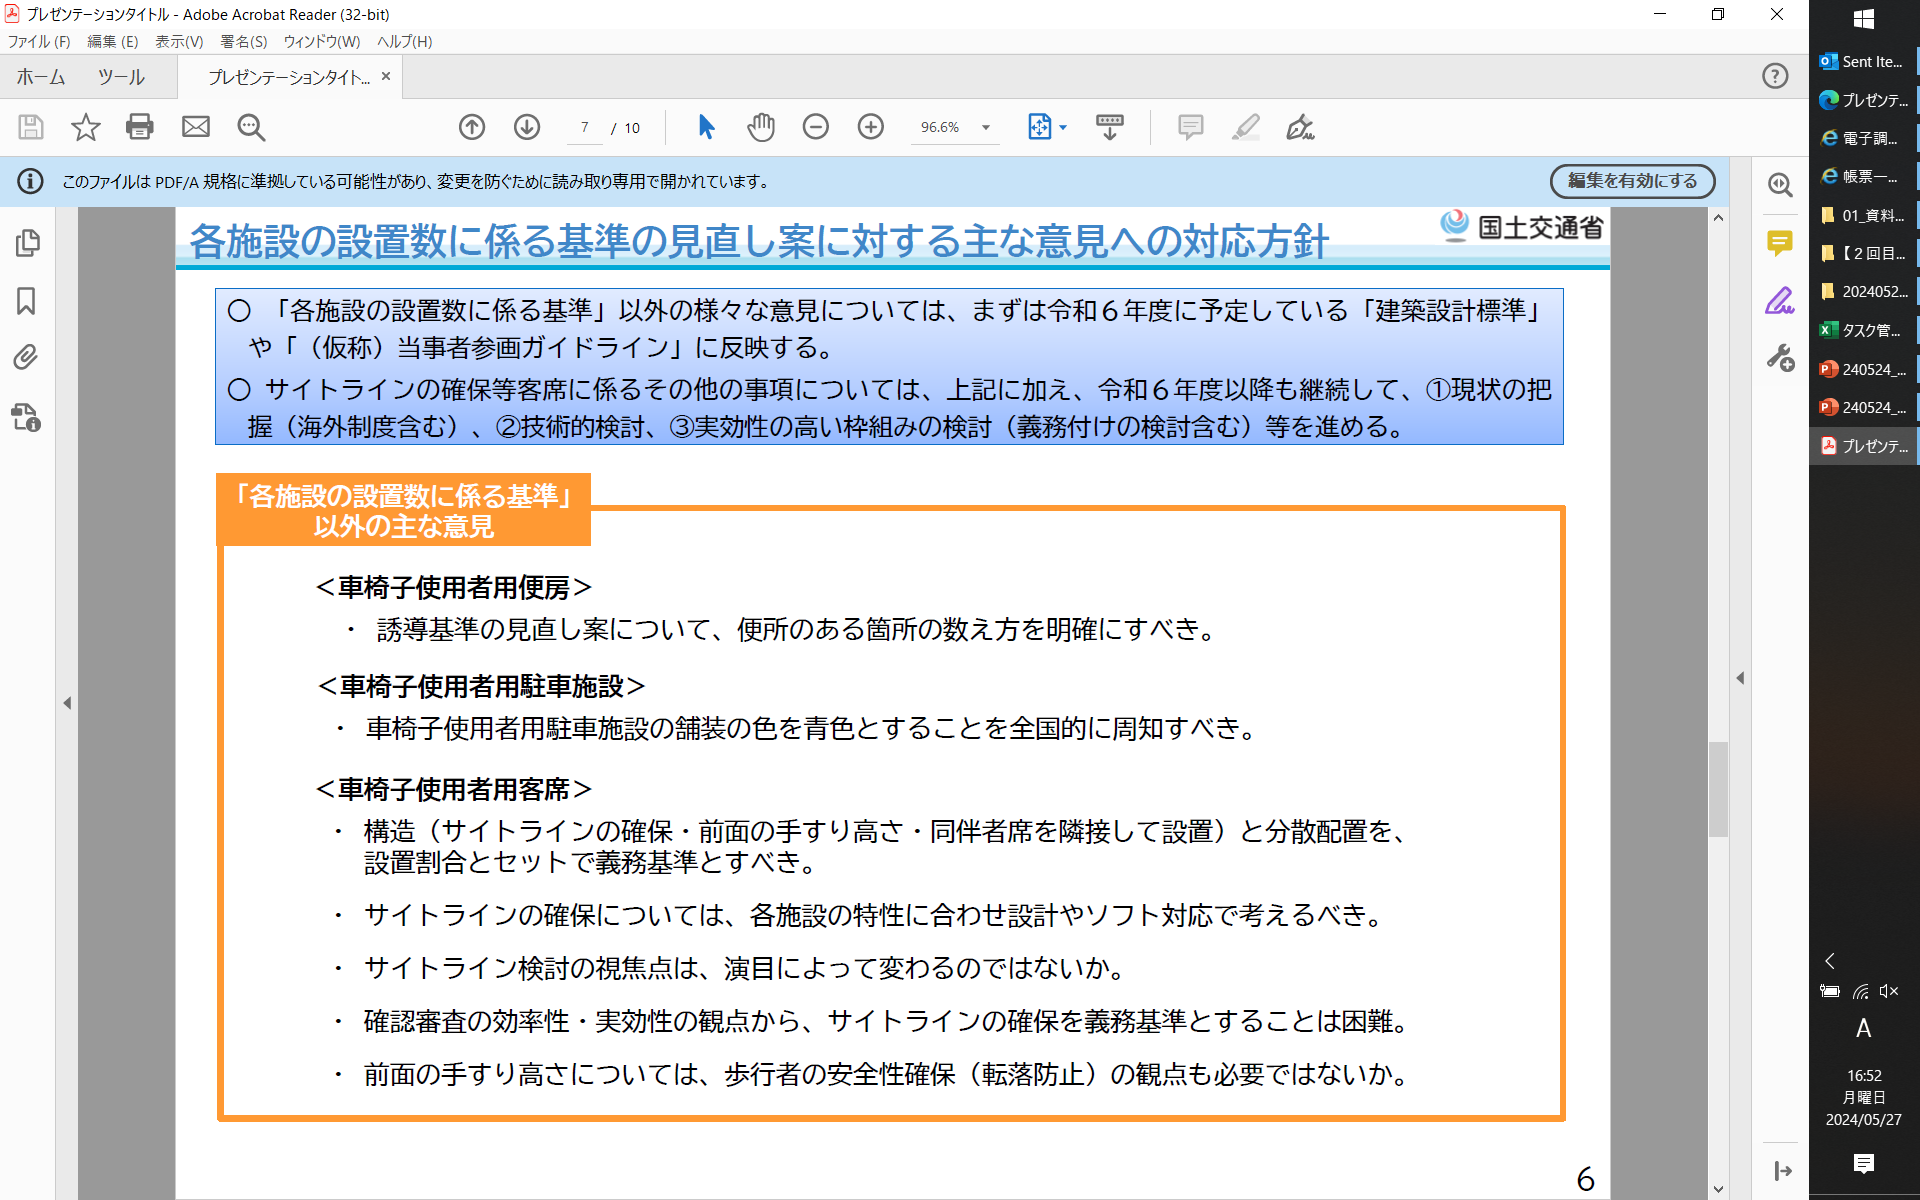 プレゼンテーションタイトル - Adobe Acrobat Reader (32-bit)
ファイル(F) 編集(E) 表示(V) 署名(S) ウィンドウ(W) ヘルプ(H)
ホーム ツール プレゼンテーションタイト... ×
7 / 10 96.6%
このファイルは PDF/A 規格に準拠している可能性があり、変更を防ぐために読み取り専用で開かれています。
編集を有効にする
各施設の設置数に係る基準の見直し案に対する主な意見への対応方針
国土交通省
〇 「各施設の設置数に係る基準」以外の様々な意見については、まずは令和６年度に予定している「建築設計標準」
や「（仮称）当事者参画ガイドライン」に反映する。
〇 サイトラインの確保等客席に係るその他の事項については、上記に加え、令和６年度以降も継続して、①現状の把
握（海外制度含む）、②技術的検討、③実効性の高い枠組みの検討（義務付けの検討含む）等を進める。
「各施設の設置数に係る基準」
以外の主な意見
＜車椅子使用者用便房＞
・ 誘導基準の見直し案について、便所のある箇所の数え方を明確にすべき。
＜車椅子使用者用駐車施設＞
・ 車椅子使用者用駐車施設の舗装の色を青色とすることを全国的に周知すべき。
＜車椅子使用者用客席＞
・ 構造（サイトラインの確保・前面の手すり高さ・同伴者席を隣接して設置）と分散配置を、
設置割合とセットで義務基準とすべき。
・ サイトラインの確保については、各施設の特性に合わせ設計やソフト対応で考えるべき。
・ サイトライン検討の視焦点は、演目によって変わるのではないか。
・ 確認審査の効率性・実効性の観点から、サイトラインの確保を義務基準とすることは困難。
・ 前面の手すり高さについては、歩行者の安全性確保（転落防止）の観点も必要ではないか。
6
Sent Ite...
プレゼンテ...
電子調...
帳票一...
01_資料...
【２回目...
2024052...
タスク管...
240524_...
240524_...
プレゼンテ...
A
16:52
月曜日
2024/05/27